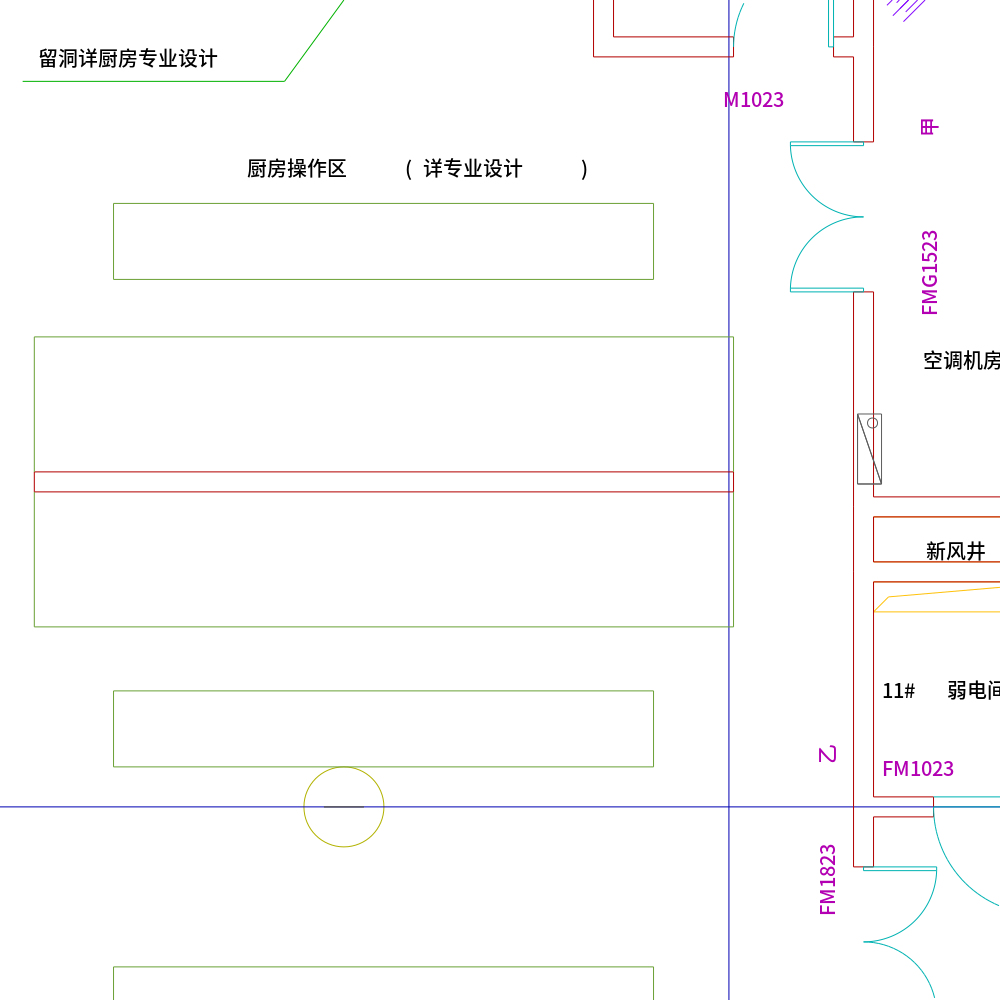 留洞详厨房专业设计
M1023
甲
厨房操作区 ( 详专业设计 )
FMG1523
空调机房
新风井
11# 弱电间
乙
FM1023
FM1823